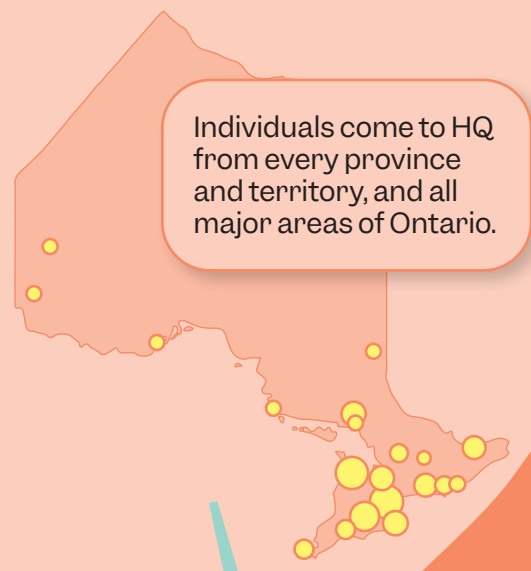 Individuals come to HQ
from every province
and territory, and all
major areas of Ontario.